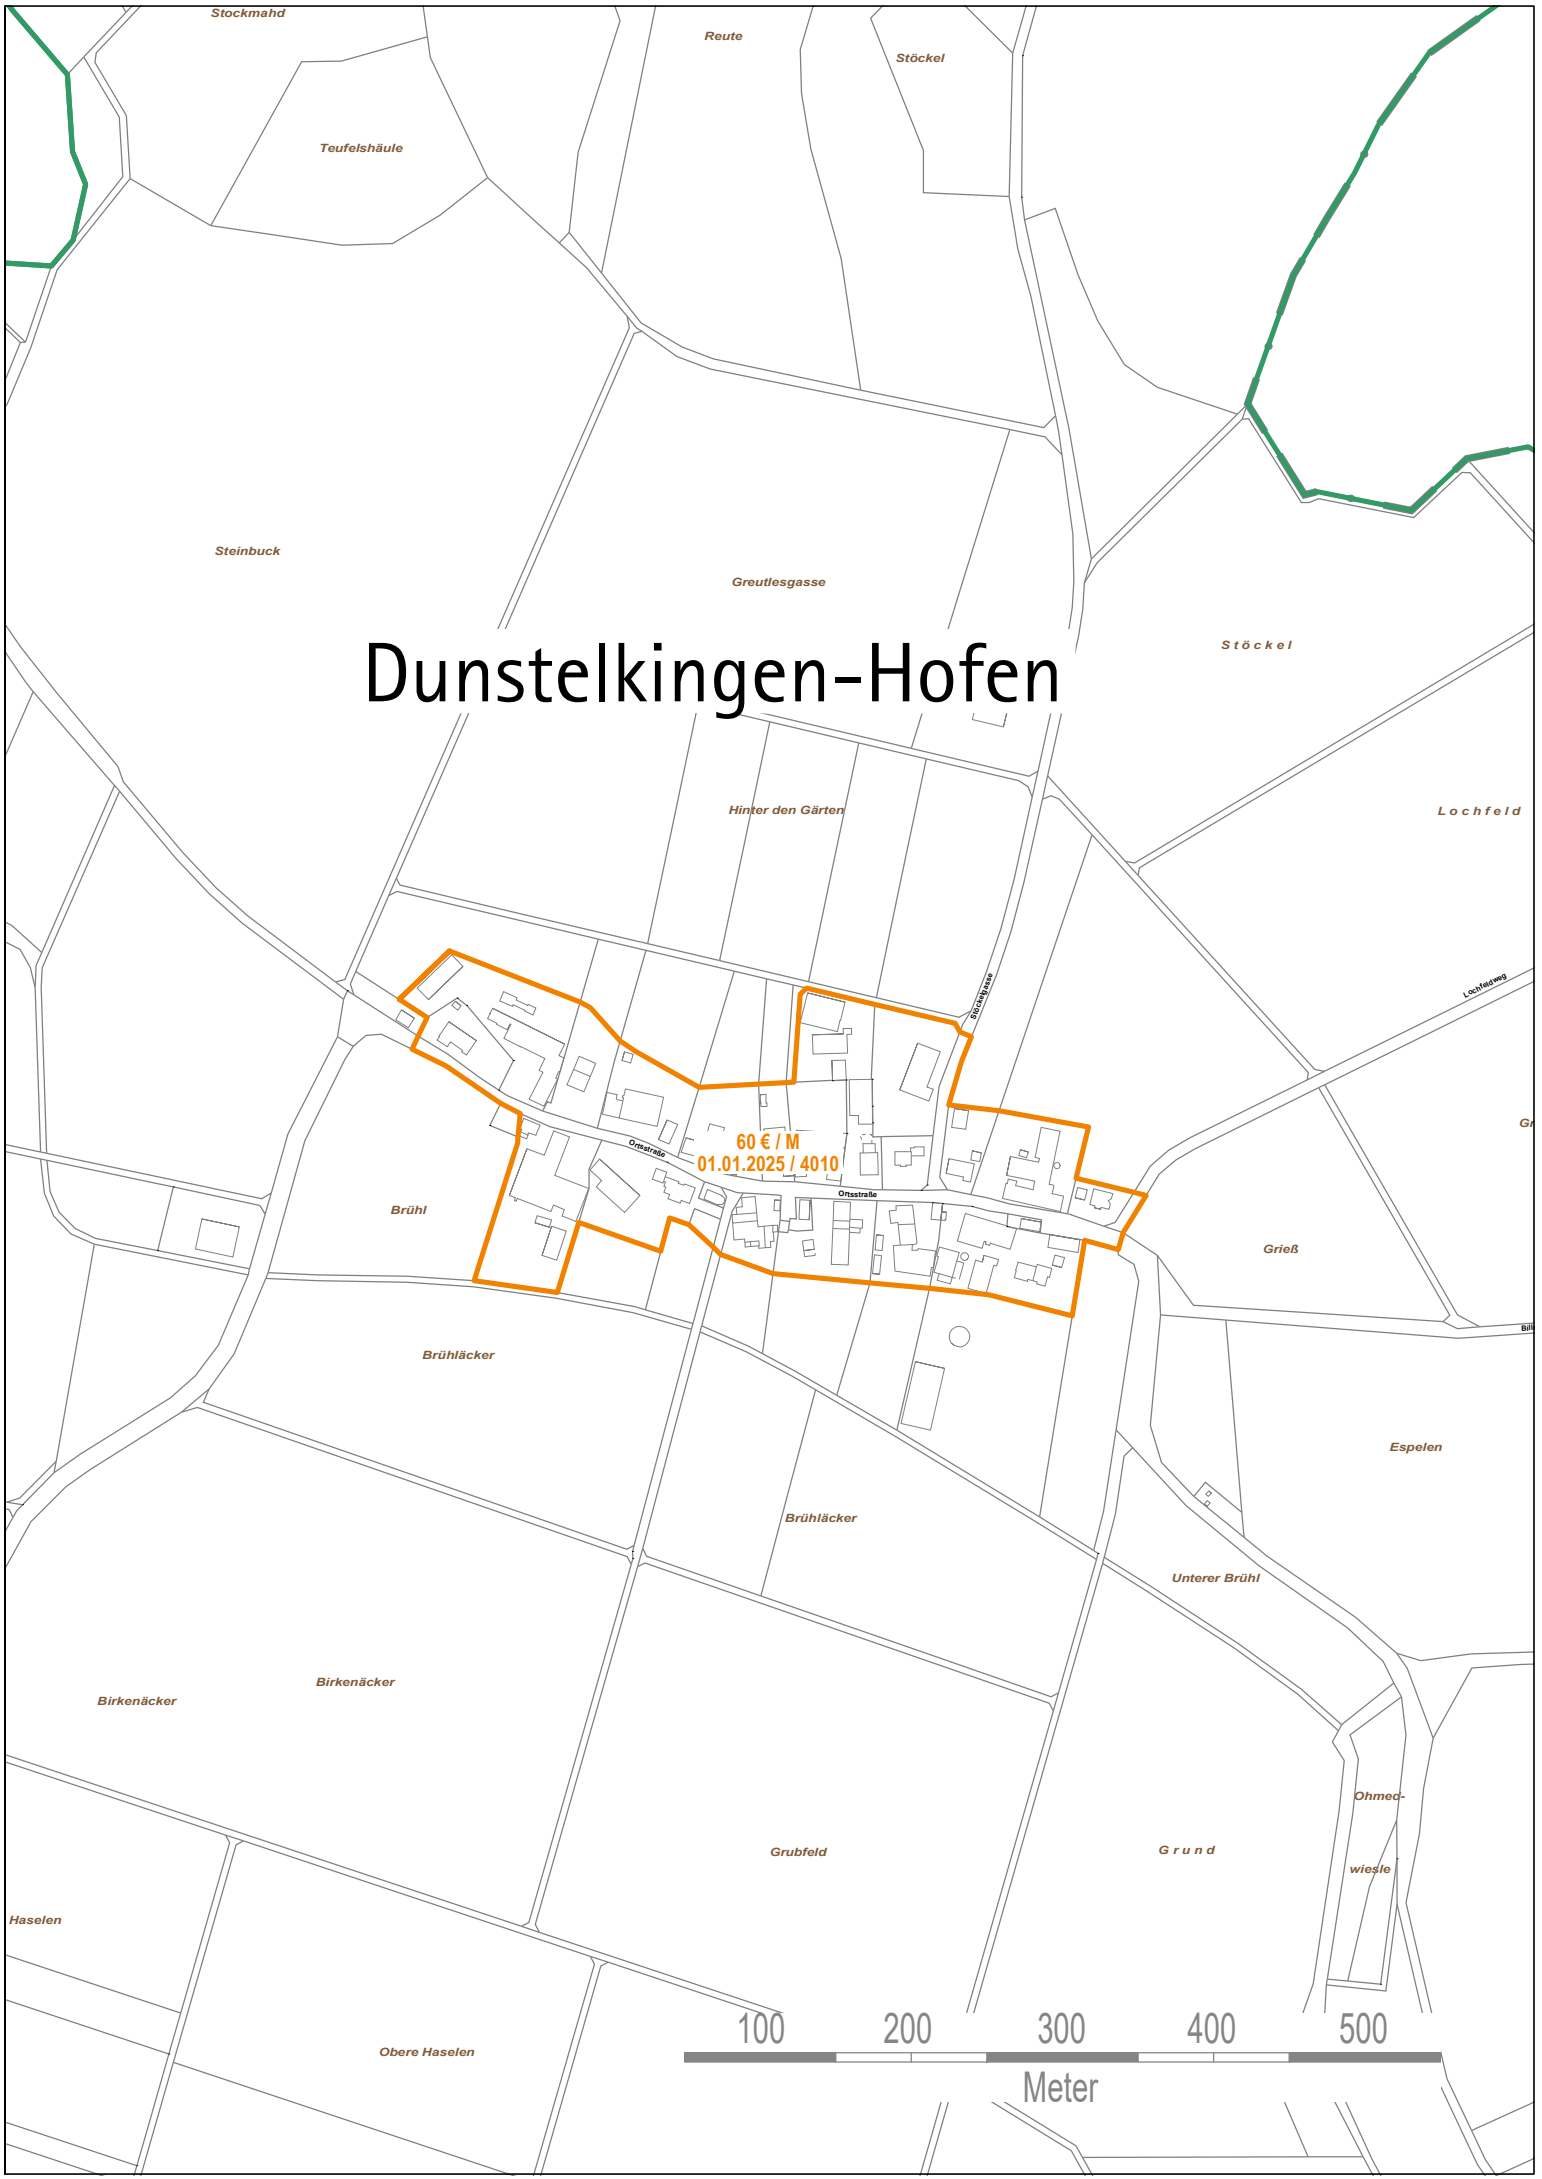 Stockmahd
Reute
Stöckel
Teufelshäule
Steinbuck
Greutlesgasse
Stöckel
Dunstelkingen-Hofen
Hinter den Gärten
Lochfeld
Stöckelgasse
Lochfeldweg
60 € / M
01.01.2025 / 4010
Ortsstraße
Ortsstraße
Gr
Brühl
Grieß
Billi
Brühläcker
Espelen
Brühläcker
Unterer Brühl
Birkenäcker
Birkenäcker
Ohmed-
wiesle
Grubfeld
Grund
Haselen
Obere Haselen
100 200 300 400 500
Meter